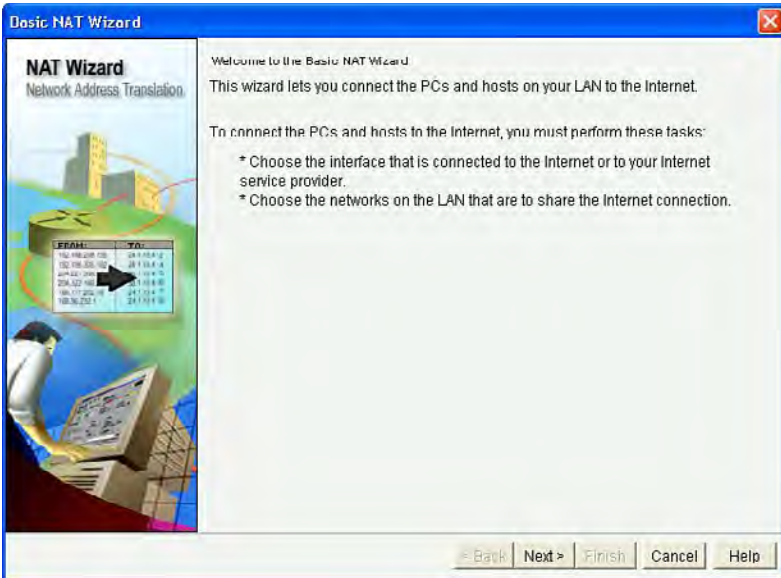 Basic NAT Wizard
NAT Wizard
Network Address Translation
Welcome to the Basic NAT Wizard
This wizard lets you connect the PCs and hosts on your LAN to the Internet.
To connect the PCs and hosts to the Internet, you must perform these tasks:
* Choose the interface that is connected to the Internet or to your Internet
service provider.
* Choose the networks on the LAN that are to share the Internet connection.
FROM: TO:
< Back Next > Finish Cancel Help